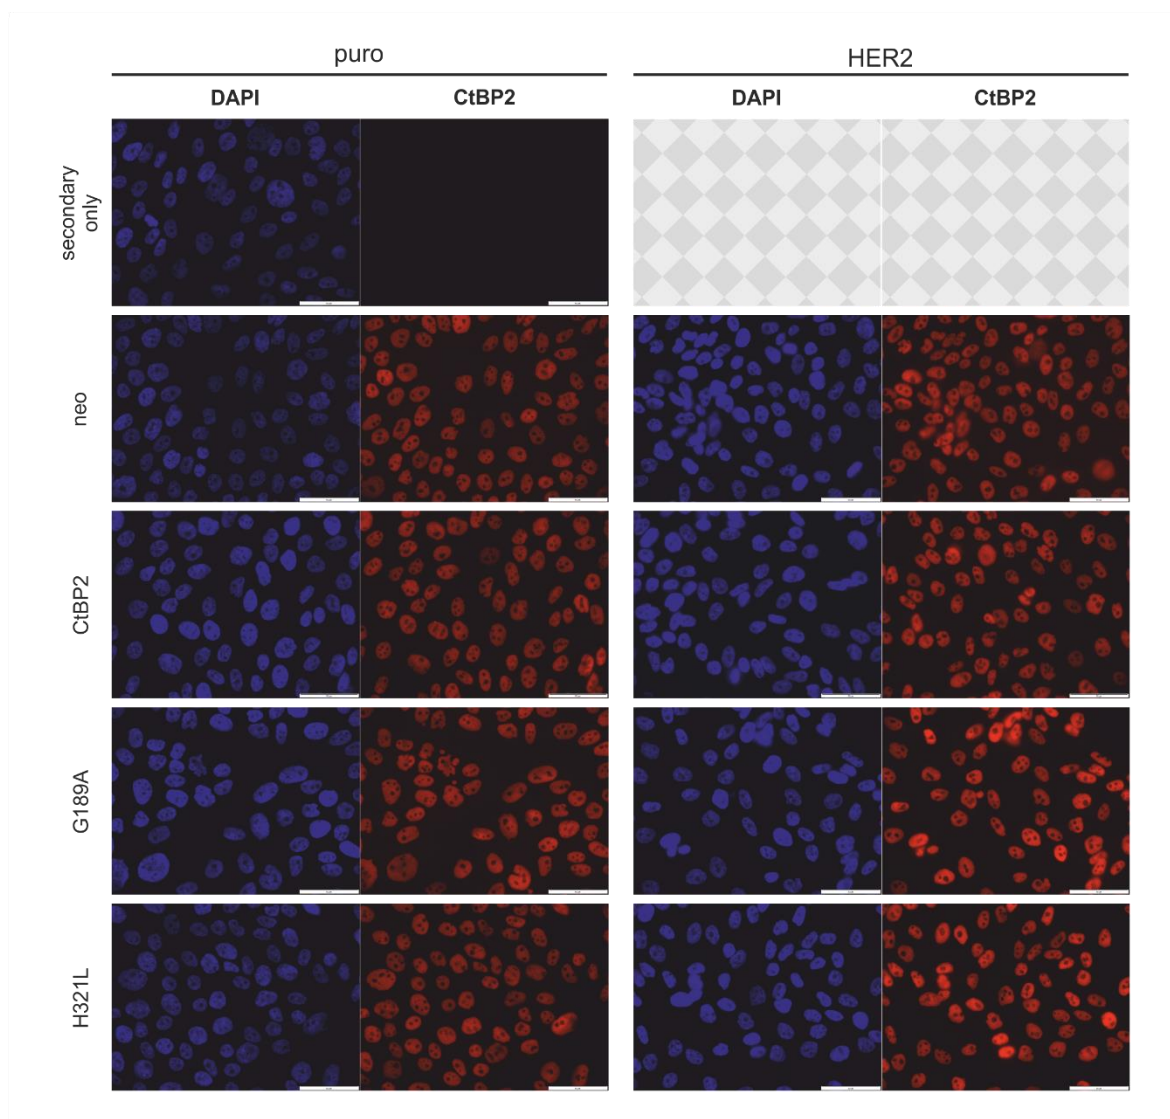 puro
HER2
DAPI
CtBP2
DAPI
CtBP2
secondary
only
neo
CtBP2
G189A
H321L